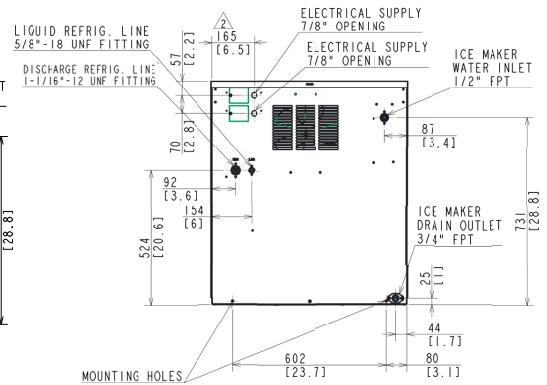 2
165
[6.5]
ELECTRICAL SUPPLY
7/8" OPENING
LIQUID REFRIG. LINE
5/8"-18 UNF FITTING
57
[2.2]
ELECTRICAL SUPPLY
7/8" OPENING
ICE MAKER
WATER INLET
1/2" FPT
DISCHARGE REFRIG. LINE
1-1/16"-12 UNF FITTING
T
70
[2.8]
87
[3.4]
92
[3.6]
154
[6]
[28.8]
524
[20.6]
731
[28.8]
ICE MAKER
DRAIN OUTLET
3/4" FPT
25
[1]
44
[1.7]
602
[23.7]
80
[3.1]
MOUNTING HOLES